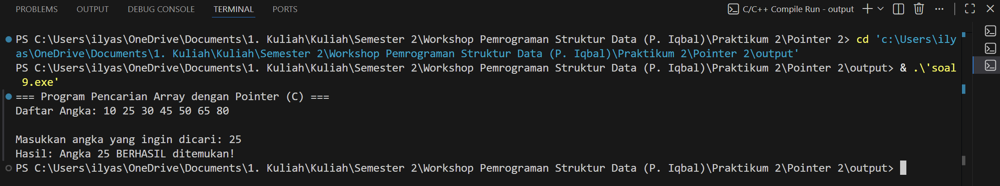 PROBLEMS OUTPUT DEBUG CONSOLE TERMINAL PORTS C/C++ Compile Run - output
PS C:\Users\ilyas\OneDrive\Documents\1. Kuliah\Kuliah\Semester 2\Workshop Pemrograman Struktur Data (P. Iqbal)\Praktikum 2\Pointer 2> cd 'c:\Users\ily
as\OneDrive\Documents\1. Kuliah\Kuliah\Semester 2\Workshop Pemrograman Struktur Data (P. Iqbal)\Praktikum 2\Pointer 2\output'
PS C:\Users\ilyas\OneDrive\Documents\1. Kuliah\Kuliah\Semester 2\Workshop Pemrograman Struktur Data (P. Iqbal)\Praktikum 2\Pointer 2\output> & .\'soal
 9.exe'
=== Program Pencarian Array dengan Pointer (C) ===
Daftar Angka: 10 25 30 45 50 65 80
Masukkan angka yang ingin dicari: 25
Hasil: Angka 25 BERHASIL ditemukan!
PS C:\Users\ilyas\OneDrive\Documents\1. Kuliah\Kuliah\Semester 2\Workshop Pemrograman Struktur Data (P. Iqbal)\Praktikum 2\Pointer 2\output>